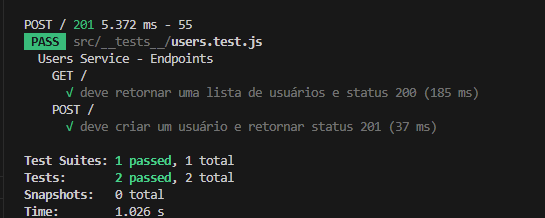 POST / 201 5.372 ms - 55
PASS src/__tests__/users.test.js
Users Service - Endpoints
GET /
√ deve retornar uma lista de usuários e status 200 (185 ms)
POST /
√ deve criar um usuário e retornar status 201 (37 ms)
Test Suites: 1 passed, 1 total
Tests: 2 passed, 2 total
Snapshots: 0 total
Time: 1.026 s